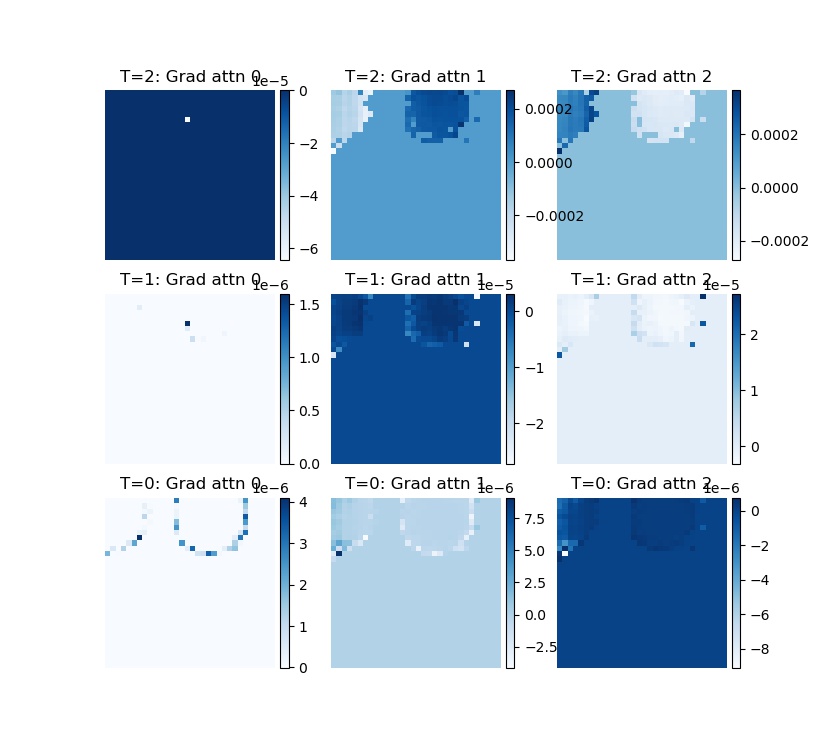 T=2: Grad attn 0
1e−5
0
−2
−4
−6
T=2: Grad attn 1
0.0002
0.0000
−0.0002
T=2: Grad attn 2
0.0002
0.0000
−0.0002
T=1: Grad attn 0
1e−6
1.5
1.0
0.5
0.0
T=1: Grad attn 1
1e−5
0
−1
−2
T=1: Grad attn 2
1e−5
2
1
0
T=0: Grad attn 0
1e−6
4
3
2
1
0
T=0: Grad attn 1
1e−6
7.5
5.0
2.5
0.0
−2.5
T=0: Grad attn 2
1e−6
0
−2
−4
−6
−8